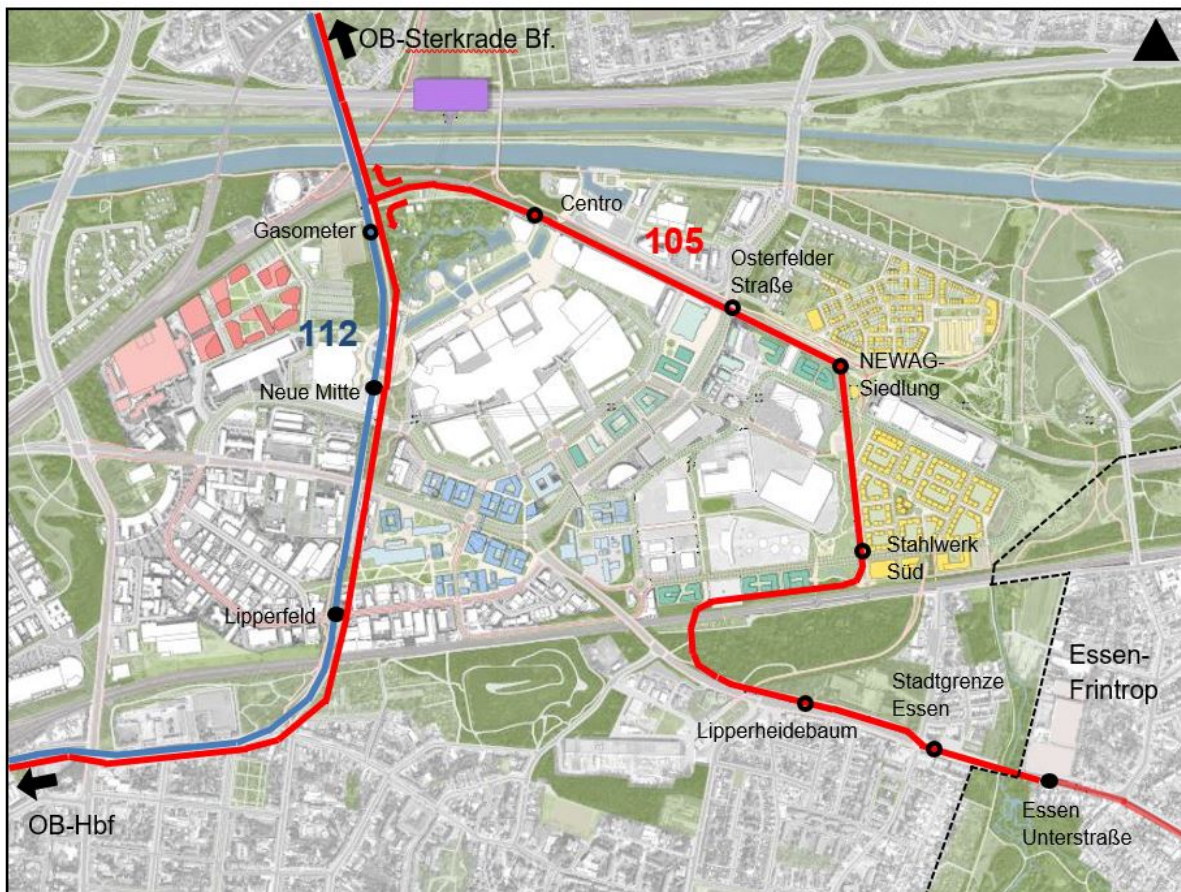 OB-Sterkrade Bf.
Centro
Gasometer
105
Osterfelder
Straße
112
NEWAG-
Siedlung
Neue Mitte
Stahlwerk
Süd
Lipperfeld
Essen-
Frintrop
Stadtgrenze
Essen
Lipperheidebaum
OB-Hbf
Essen
Unterstraße